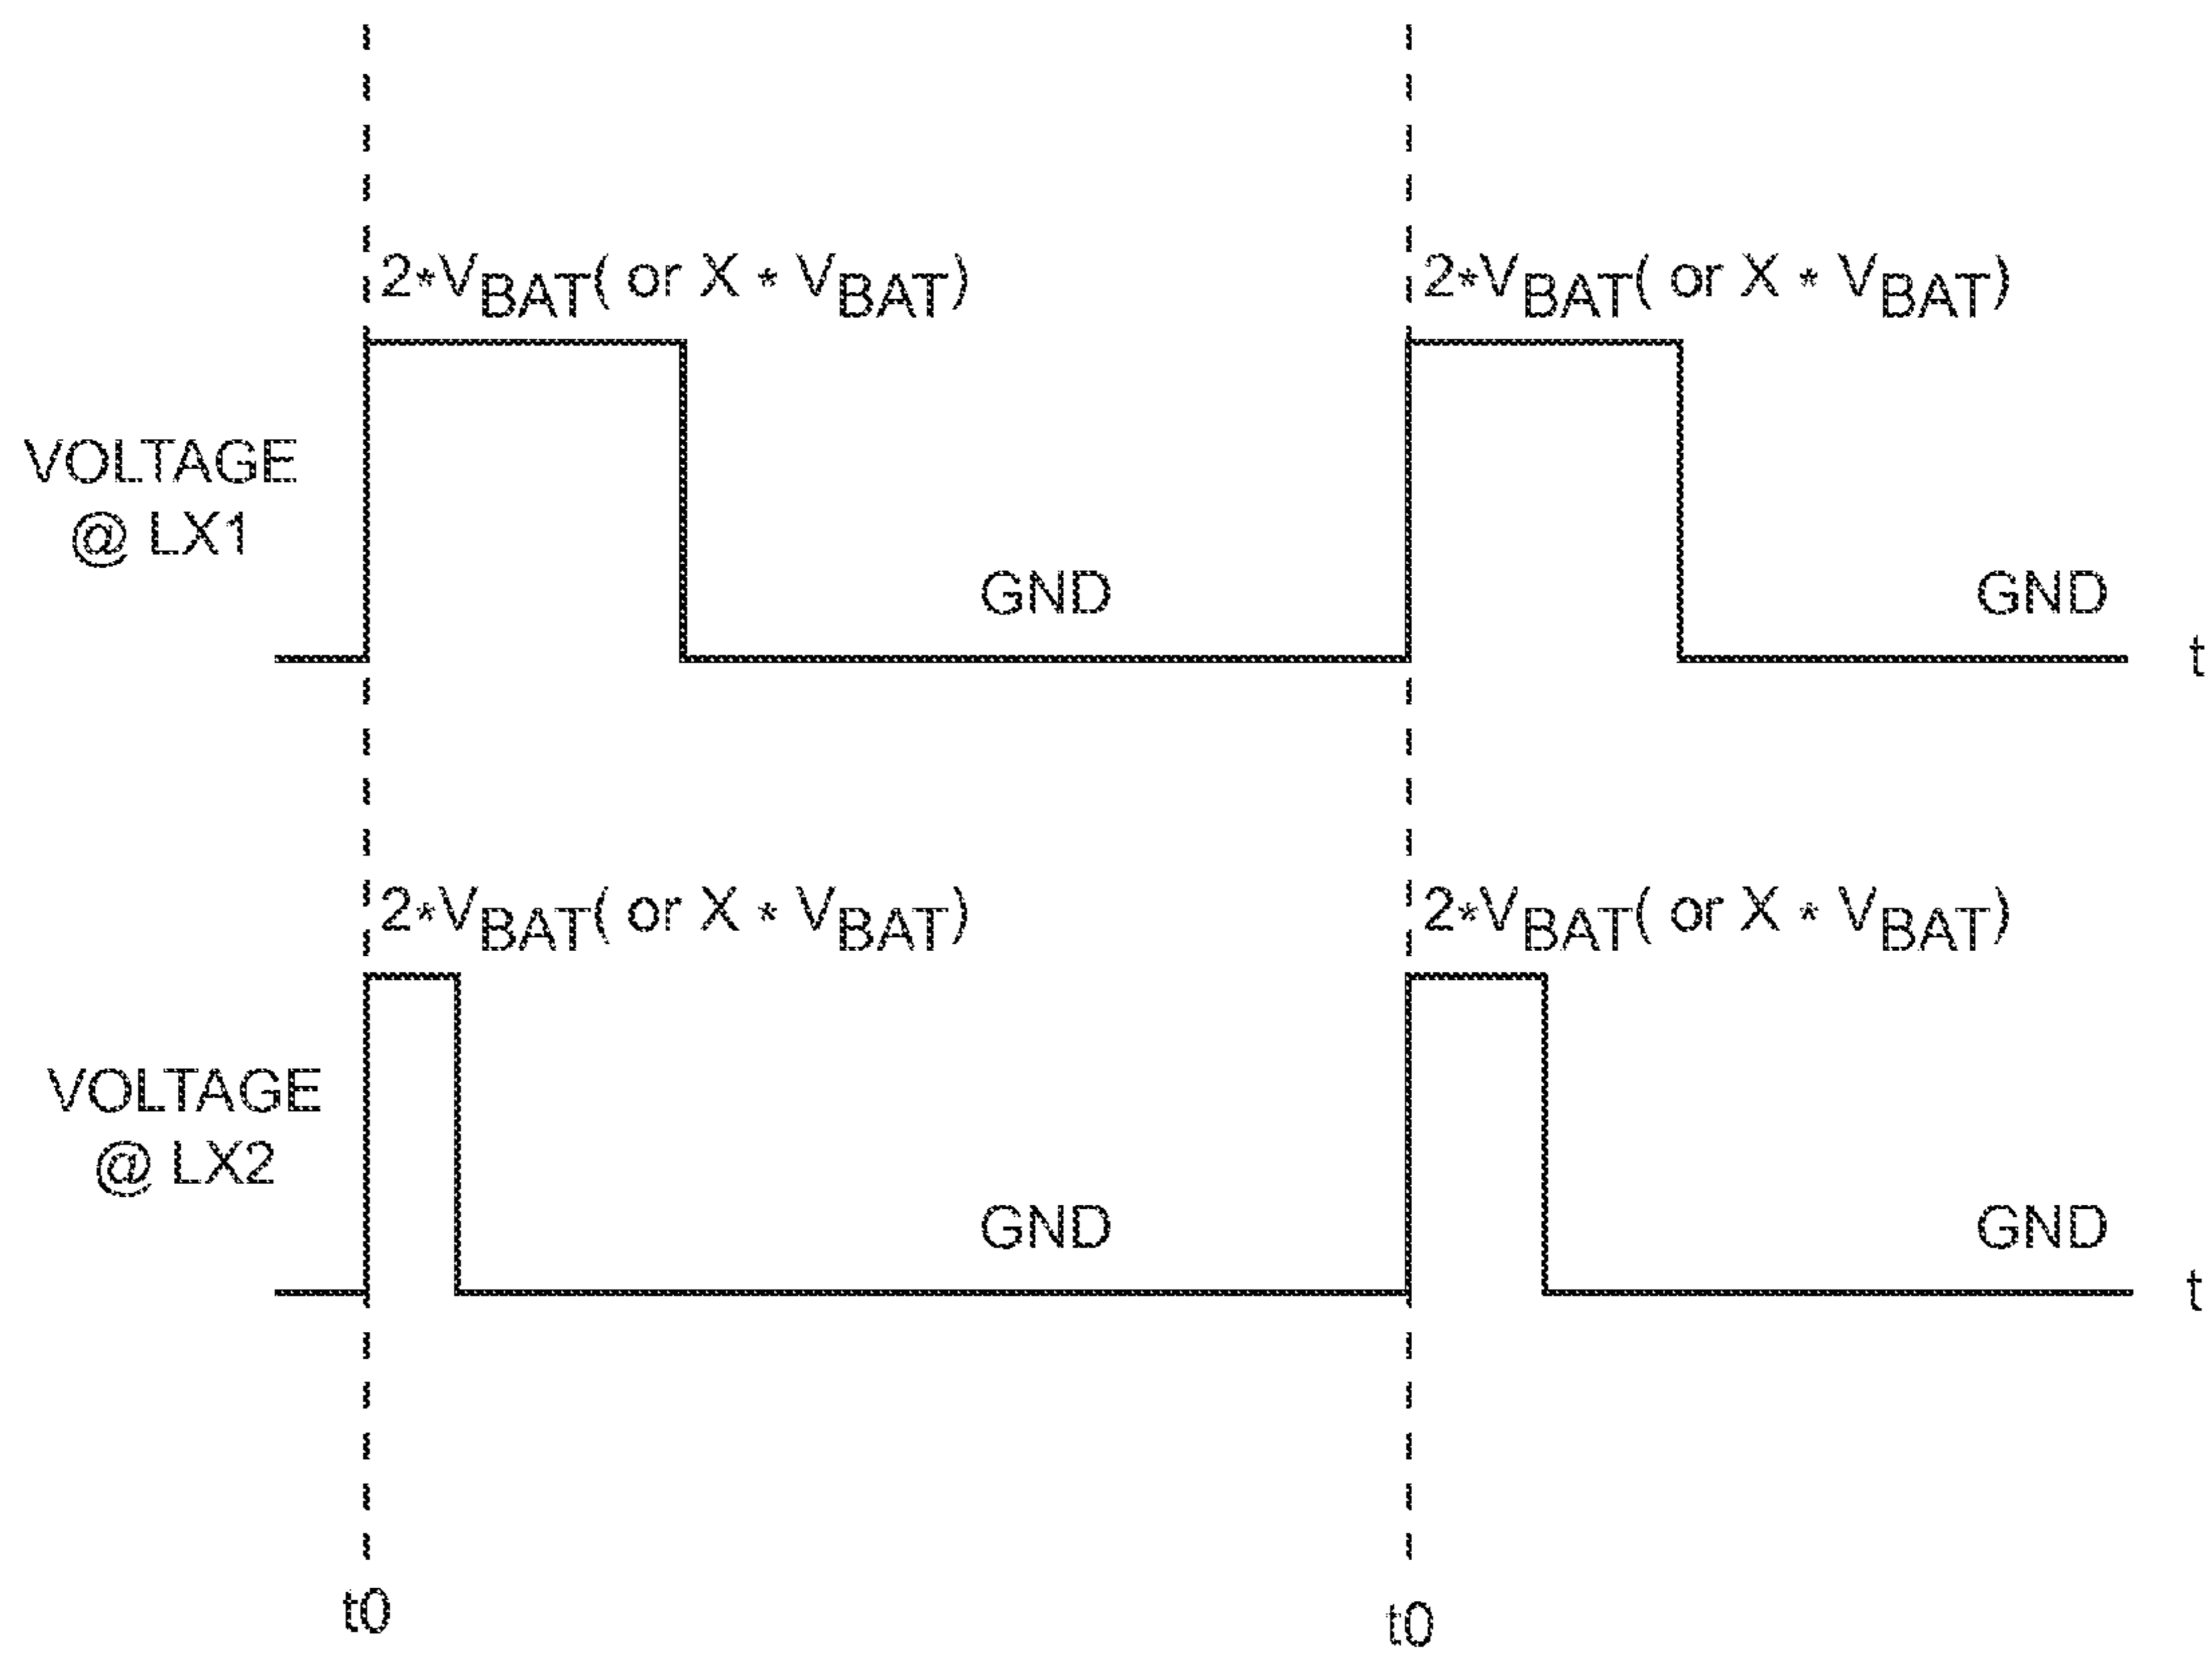 2*VBAT( or X * VBAT)
2*VBAT( or X * VBAT)
VOLTAGE
@ LX1
GND
GND
t
2*VBAT( or X * VBAT)
2*VBAT( or X * VBAT)
VOLTAGE
@ LX2
GND
GND
t
t0
t0